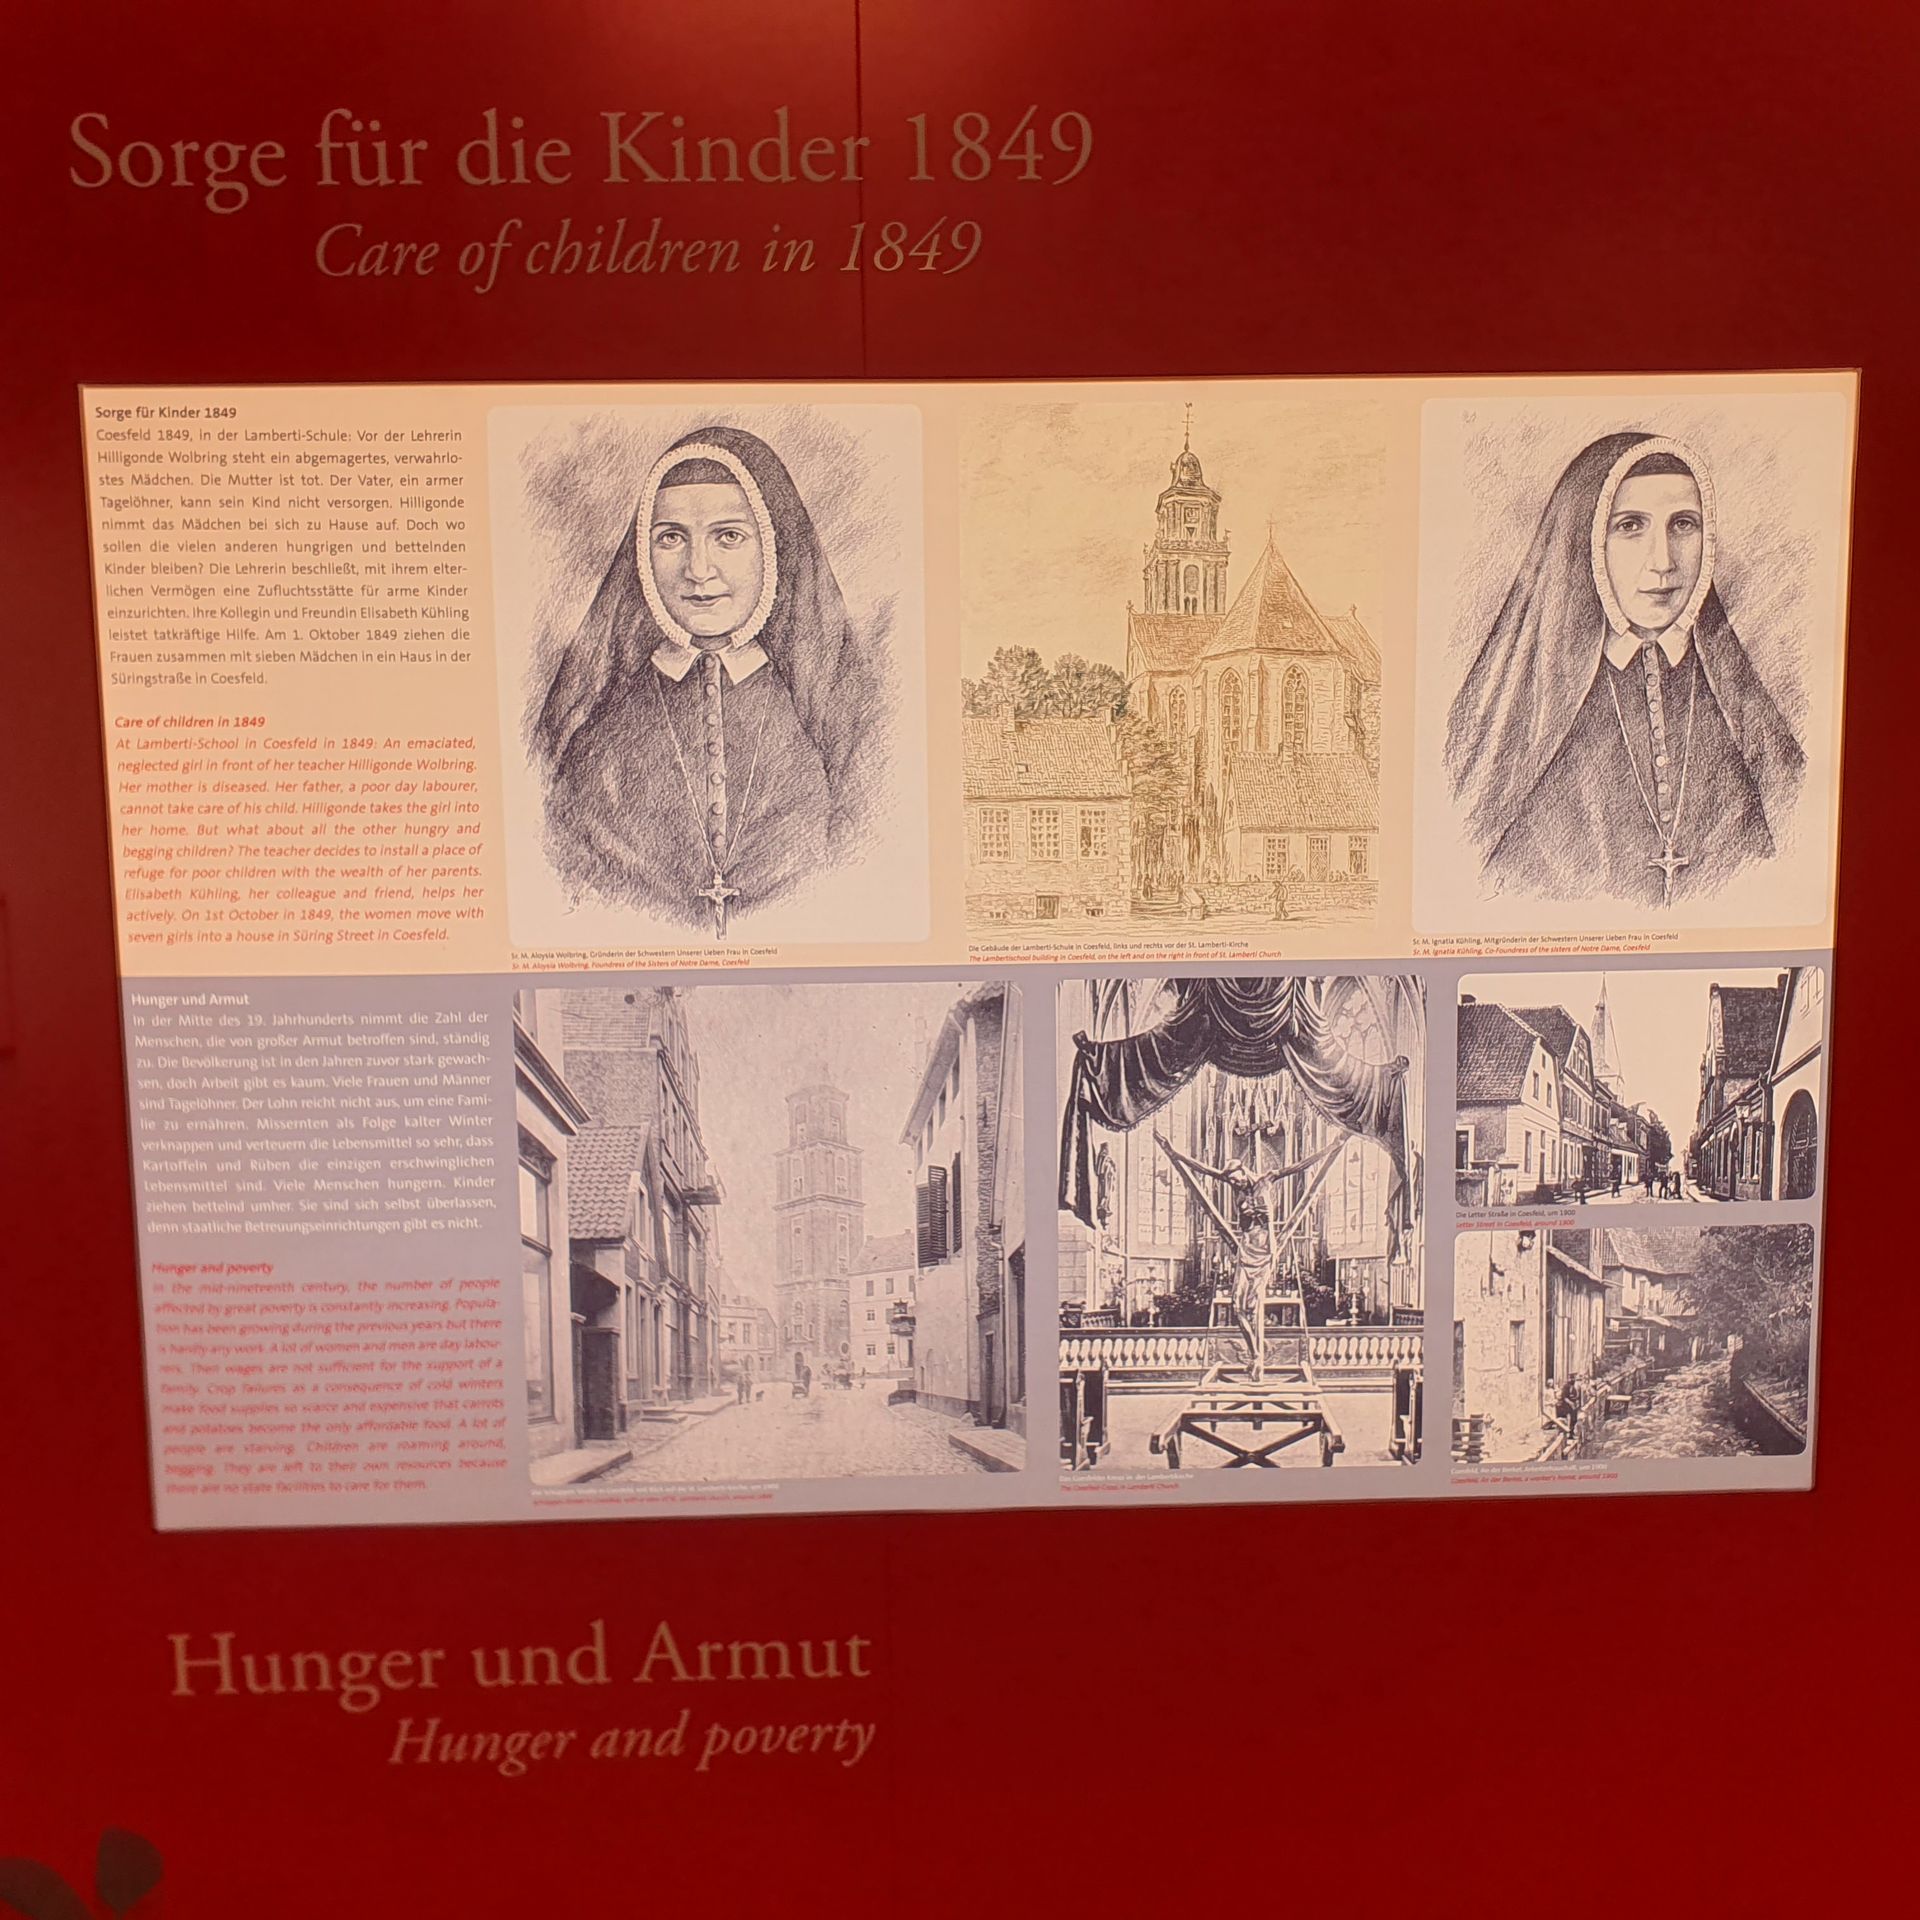 Sorge für die Kinder 1849
Care of children in 1849
Sorge für Kinder 1849
Coesfeld 1849, in der Lamberti-Schule: Vor der Lehrerin
Hilligonde Wolbring steht ein abgemagertes, verwahrlo-
stes Mädchen. Die Mutter ist tot. Der Vater, ein armer
Tagelöhner, kann sein Kind nicht versorgen. Hilligonde
nimmt das Mädchen bei sich zu Hause auf. Doch wo
sollen die vielen anderen hungrigen und bettelnden
Kinder bleiben? Die Lehrerin beschließt, mit ihrem elter-
lichen Vermögen eine Zufluchtsstätte für arme Kinder
einzurichten. Ihre Kollegin und Freundin Elisabeth Kühling
leistet tatkräftige Hilfe. Am 1. Oktober 1849 ziehen die
Frauen zusammen mit sieben Mädchen in ein Haus in der
Süringstraße in Coesfeld.
Care of children in 1849
At Lamberti-School in Coesfeld in 1849: An emaciated,
neglected girl in front of her teacher Hilligonde Wolbring.
Her mother is diseased. Her father, a poor day labourer,
cannot take care of his child. Hilligonde takes the girl into
her home. But what about all the other hungry and
begging children? The teacher decides to install a place of
refuge for poor children with the wealth of her parents.
Elisabeth Kühling, her colleague and friend, helps her
actively. On 1st October in 1849, the women move with
seven girls into a house in Süring Street in Coesfeld.
Sr. M. Aloysia Wolbring, Gründerin der Schwestern Unserer Lieben Frau in Coesfeld
Sr. M. Aloysia Wolbring, Foundress of the Sisters of Notre Dame, Coesfeld
Die Gebäude der Lamberti-Schule in Coesfeld, links und rechts vor der St. Lamberti-Kirche
The Lambertischool building in Coesfeld, on the left and on the right in front of St. Lamberti Church
Sr. M. Ignatia Kühling, Mitgründerin der Schwestern Unserer Lieben Frau in Coesfeld
Sr. M. Ignatia Kühling, Co-Foundress of the sisters of Notre Dame, Coesfeld
Hunger und Armut
In der Mitte des 19. Jahrhunderts nimmt die Zahl der
Menschen, die von großer Armut betroffen sind, ständig
zu. Die Bevölkerung ist in den Jahren zuvor stark gewach-
sen, doch Arbeit gibt es kaum. Viele Frauen und Männer
sind Tagelöhner. Der Lohn reicht nicht aus, um eine Fami-
lie zu ernähren. Missernten als Folge kalter Winter
verknappen und verteuern die Lebensmittel so sehr, dass
Kartoffeln und Rüben die einzigen erschwinglichen
Lebensmittel sind. Viele Menschen hungern. Kinder
ziehen bettelnd umher. Sie sind sich selbst überlassen,
denn staatliche Betreuungseinrichtungen gibt es nicht.
Hunger and poverty
In the mid-nineteenth century, the number of people
affected by great poverty is constantly increasing. Popula-
tion has been growing during the previous years but there
is hardly any work. A lot of women and men are day labou-
rers. Their wages are not sufficient for the support of a
family. Crop failures as a consequence of cold winters
make food supplies so scarce and expensive that carrots
and potatoes become the only affordable food. A lot of
people are starving. Children are roaming around,
begging. They are left to their own resources because
there are no state facilities to care for them.
Das Coesfelder Kreuz in der Lambertikirche
The Coesfeld Cross in Lamberti Church
Die Letter Straße in Coesfeld, um 1900
Letter Street in Coesfeld, around 1900
Coesfeld, An der Berkel, um 1900
Coesfeld, An der Berkel, a worker's home, around 1900
Hunger und Armut
Hunger and poverty